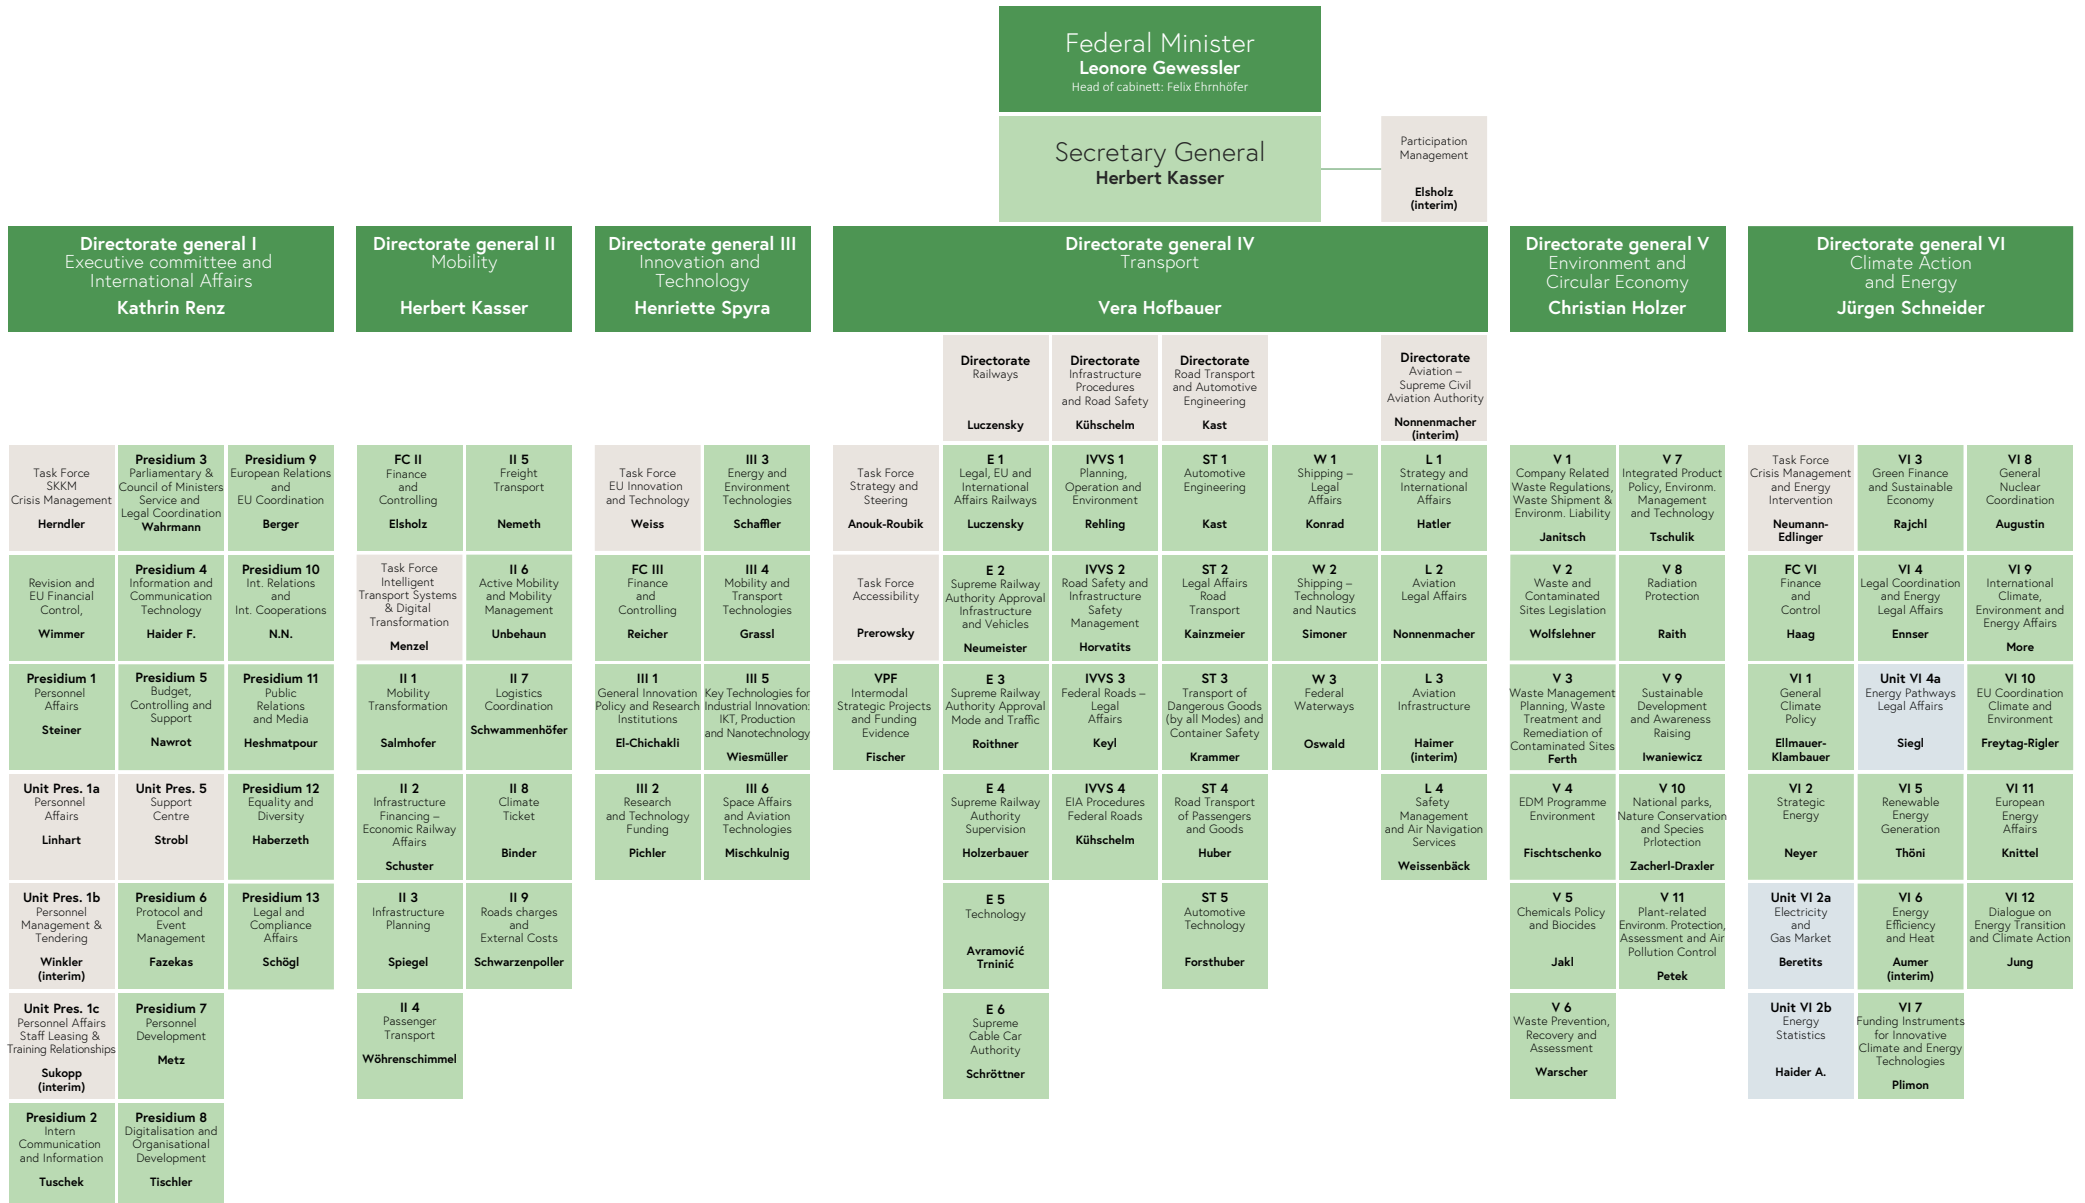 Federal Minister
Leonore Gewessler
Head of cabinett: Felix Ehrnhöfer
Secretary General
Herbert Kasser
Participation
Management
Elsholz
(interim)
Directorate general I
Executive committee and
International Affairs
Kathrin Renz
Directorate general II
Mobility
Herbert Kasser
Directorate general III
Innovation and
Technology
Henriette Spyra
Directorate general IV
Transport
Vera Hofbauer
Directorate general V
Environment and
Circular Economy
Christian Holzer
Directorate general VI
Climate Action
and Energy
Jürgen Schneider
Directorate
Railways
Luczensky
Directorate
Infrastructure
Procedures
and Road Safety
Kühschelm
Directorate
Road Transport
and Automotive
Engineering
Kast
Directorate
Aviation –
Supreme Civil
Aviation Authority
Nonnenmacher
(interim)
Task Force
SKKM
Crisis Management
Herndler
Revision and
EU Financial
Control,
Wimmer
Presidium 1
Personnel
Affairs
Steiner
Unit Pres. 1a
Personnel
Affairs
Linhart
Unit Pres. 1b
Personnel
Management &
Tendering
Winkler
(interim)
Unit Pres. 1c
Personnel Affairs
Staff Leasing &
Training Relationships
Sukopp
(interim)
Presidium 2
Intern
Communication
and Information
Tuschek
Presidium 3
Parliamentary &
Council of Ministers
Service and
Legal Coordination
Wahrmann
Presidium 4
Information and
Communication
Technology
Haider F.
Presidium 5
Budget,
Controlling and
Support
Nawrot
Unit Pres. 5
Support
Centre
Strobl
Presidium 6
Protocol and
Event
Management
Fazekas
Presidium 7
Personnel
Development
Metz
Presidium 8
Digitalisation and
Organisational
Development
Tischler
Presidium 9
European Relations
and
EU Coordination
Berger
Presidium 10
Int. Relations
and
Int. Cooperations
N.N.
Presidium 11
Public
Relations
and Media
Heshmatpour
Presidium 12
Equality and
Diversity
Haberzeth
Presidium 13
Legal and
Compliance
Affairs
Schögl
FC II
Finance
and
Controlling
Elsholz
Task Force
Intelligent
Transport Systems
& Digital
Transformation
Menzel
II 1
Mobility
Transformation
Salmhofer
II 2
Infrastructure
Financing –
Economic Railway
Affairs
Schuster
II 3
Infrastructure
Planning
Spiegel
II 4
Passenger
Transport
Wöhrenschimmel
II 5
Freight
Transport
Nemeth
II 6
Active Mobility
and Mobility
Management
Unbehaun
II 7
Logistics
Coordination
Schwammenhöfer
II 8
Climate
Ticket
Binder
II 9
Roads charges
and
External Costs
Schwarzenpoller
Task Force
EU Innovation
and Technology
Weiss
FC III
Finance
and
Controlling
Reicher
III 1
General Innovation
Policy and Research
Institutions
El-Chichakli
III 2
Research
and Technology
Funding
Pichler
III 3
Energy and
Environment
Technologies
Schaffler
III 4
Mobility and
Transport
Technologies
Grassl
III 5
Key Technologies for
Industrial Innovation:
IKT, Production
and Nanotechnology
Wiesmüller
III 6
Space Affairs
and Aviation
Technologies
Mischkulnig
Task Force
Strategy and
Steering
Anouk-Roubik
Task Force
Accessibility
Prerowsky
VPF
Intermodal
Strategic Projects
and Funding
Evidence
Fischer
E 1
Legal, EU and
International
Affairs Railways
Luczensky
E 2
Supreme Railway
Authority Approval
Infrastructure
and Vehicles
Neumeister
E 3
Supreme Railway
Authority Approval
Mode and Traffic
Roithner
E 4
Supreme Railway
Authority
Supervision
Holzerbauer
E 5
Technology
Avramović
Trninić
E 6
Supreme
Cable Car
Authority
Schröttner
IVVS 1
Planning,
Operation and
Environment
Rehling
IVVS 2
Road Safety and
Infrastructure
Safety
Management
Horvatits
IVVS 3
Federal Roads –
Legal
Affairs
Keyl
IVVS 4
EIA Procedures
Federal Roads
Kühschelm
ST 1
Automotive
Engineering
Kast
ST 2
Legal Affairs
Road
Transport
Kainzmeier
ST 3
Transport of
Dangerous Goods
(by all Modes) and
Container Safety
Krammer
ST 4
Road Transport
of Passengers
and Goods
Huber
ST 5
Automotive
Technology
Forsthuber
W 1
Shipping –
Legal
Affairs
Konrad
W 2
Shipping –
Technology
and Nautics
Simoner
W 3
Federal
Waterways
Oswald
L 1
Strategy and
International
Affairs
Hatler
L 2
Aviation
Legal Affairs
Nonnenmacher
L 3
Aviation
Infrastructure
Haimer
(interim)
L 4
Safety
Management
and Air Navigation
Services
Weissenbäck
V 1
Company Related
Waste Regulations,
Waste Shipment &
Environm. Liability
Janitsch
V 2
Waste and
Contaminated
Sites Legislation
Wolfslehner
V 3
Waste Management
Planning, Waste
Treatment and
Remediation of
Contaminated Sites
Ferth
V 4
EDM Programme
Environment
Fischtschenko
V 5
Chemicals Policy
and Biocides
Jakl
V 6
Waste Prevention,
Recovery and
Assessment
Warscher
V 7
Integrated Product
Policy, Environm.
Management
and Technology
Tschulik
V 8
Radiation
Protection
Raith
V 9
Sustainable
Development
and Awareness
Raising
Iwaniewicz
V 10
National parks,
Nature Conservation
and Species
Prlotection
Zacherl-Draxler
V 11
Plant-related
Environm. Protection,
Assessment and Air
Pollution Control
Petek
Task Force
Crisis Management
and Energy
Intervention
Neumann-
Edlinger
FC VI
Finance
and
Control
Haag
VI 1
General
Climate
Policy
Ellmauer-
Klambauer
VI 2
Strategic
Energy
Neyer
Unit VI 2a
Electricity
and
Gas Market
Beretits
Unit VI 2b
Energy
Statistics
Haider A.
VI 3
Green Finance
and Sustainable
Economy
Rajchl
VI 4
Legal Coordination
and Energy
Legal Affairs
Ennser
Unit VI 4a
Energy Pathways
Legal Affairs
Siegl
VI 5
Renewable
Energy
Generation
Thöni
VI 6
Energy
Efficiency
and Heat
Aumer
(interim)
VI 7
Funding Instruments
for Innovative
Climate and Energy
Technologies
Plimon
VI 8
General
Nuclear
Coordination
Augustin
VI 9
International
Climate,
Environment and
Energy Affairs
More
VI 10
EU Coordination
Climate and
Environment
Freytag-Rigler
VI 11
European
Energy
Affairs
Knittel
VI 12
Dialogue on
Energy Transition
and Climate Action
Jung